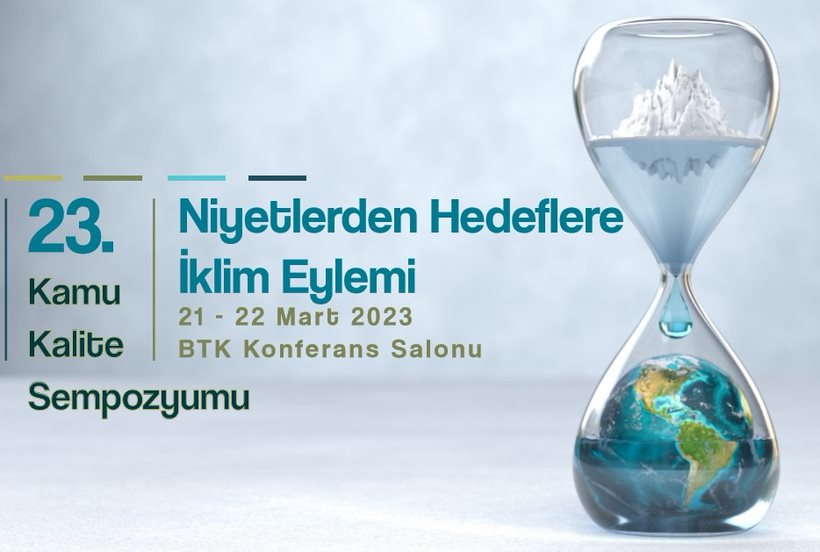 23.
Kamu
Kalite
Sempozyumu
Niyetlerden Hedeflere
İklim Eylemi
21 - 22 Mart 2023
BTK Konferans Salonu